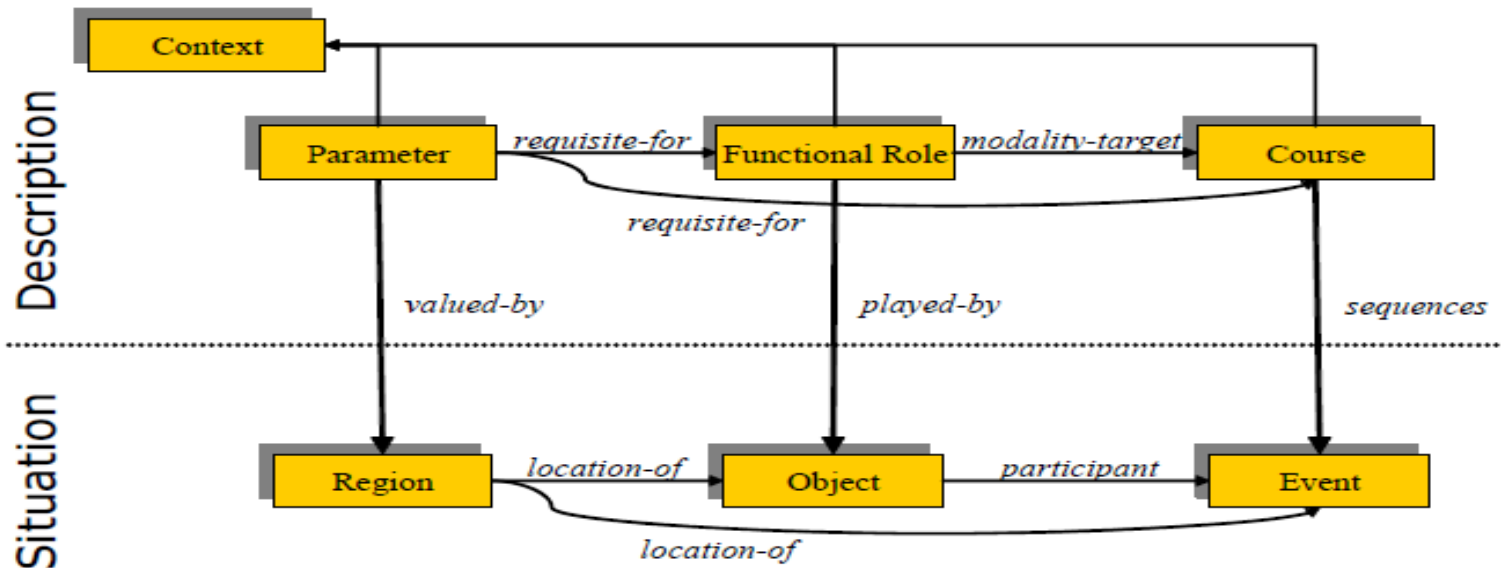 Context
Description
Parameter
requisite-for
Functional Role
modality-target
Course
requisite-for
valued-by
played-by
sequences
Situation
Region
location-of
Object
participant
Event
location-of